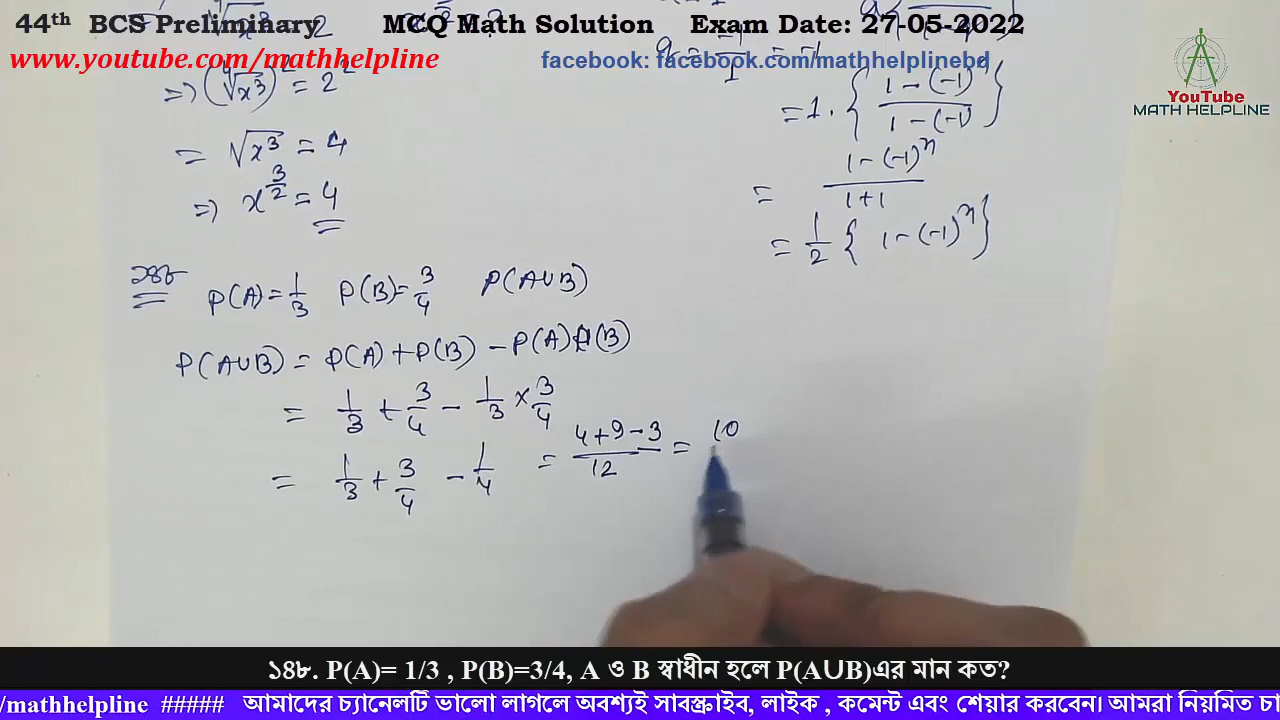 44th BCS Preliminary MCQ Math Solution Exam Date: 27-05-2022
www.youtube.com/mathhelpline facebook: facebook.com/mathhelplinebd
YouTube
MATH HELPLINE
=> (∜x³)² = 2²
= √x³ = 4
=> x^(3/2) = 4
= 1. { (1-(-1)ⁿ)/(1-(-1)) }
= (1-(-1)ⁿ)/(1+1)
= 1/2 { 1-(-1)ⁿ }
১৪৮
P(A)=1/3 P(B)=3/4 P(A∪B)
P(A∪B) = P(A)+P(B) -P(A)P(B)
= 1/3 + 3/4 - 1/3 × 3/4
= 1/3 + 3/4 - 1/4 = (4+9-3)/12 = 10
১৪৮. P(A)= 1/3 , P(B)=3/4, A ও B স্বাধীন হলে P(A∪B)এর মান কত?
/mathhelpline ##### আমাদের চ্যানেলটি ভালো লাগলে অবশ্যই সাবস্ক্রাইব, লাইক , কমেন্ট এবং শেয়ার করবেন। আমরা নিয়মিত চা